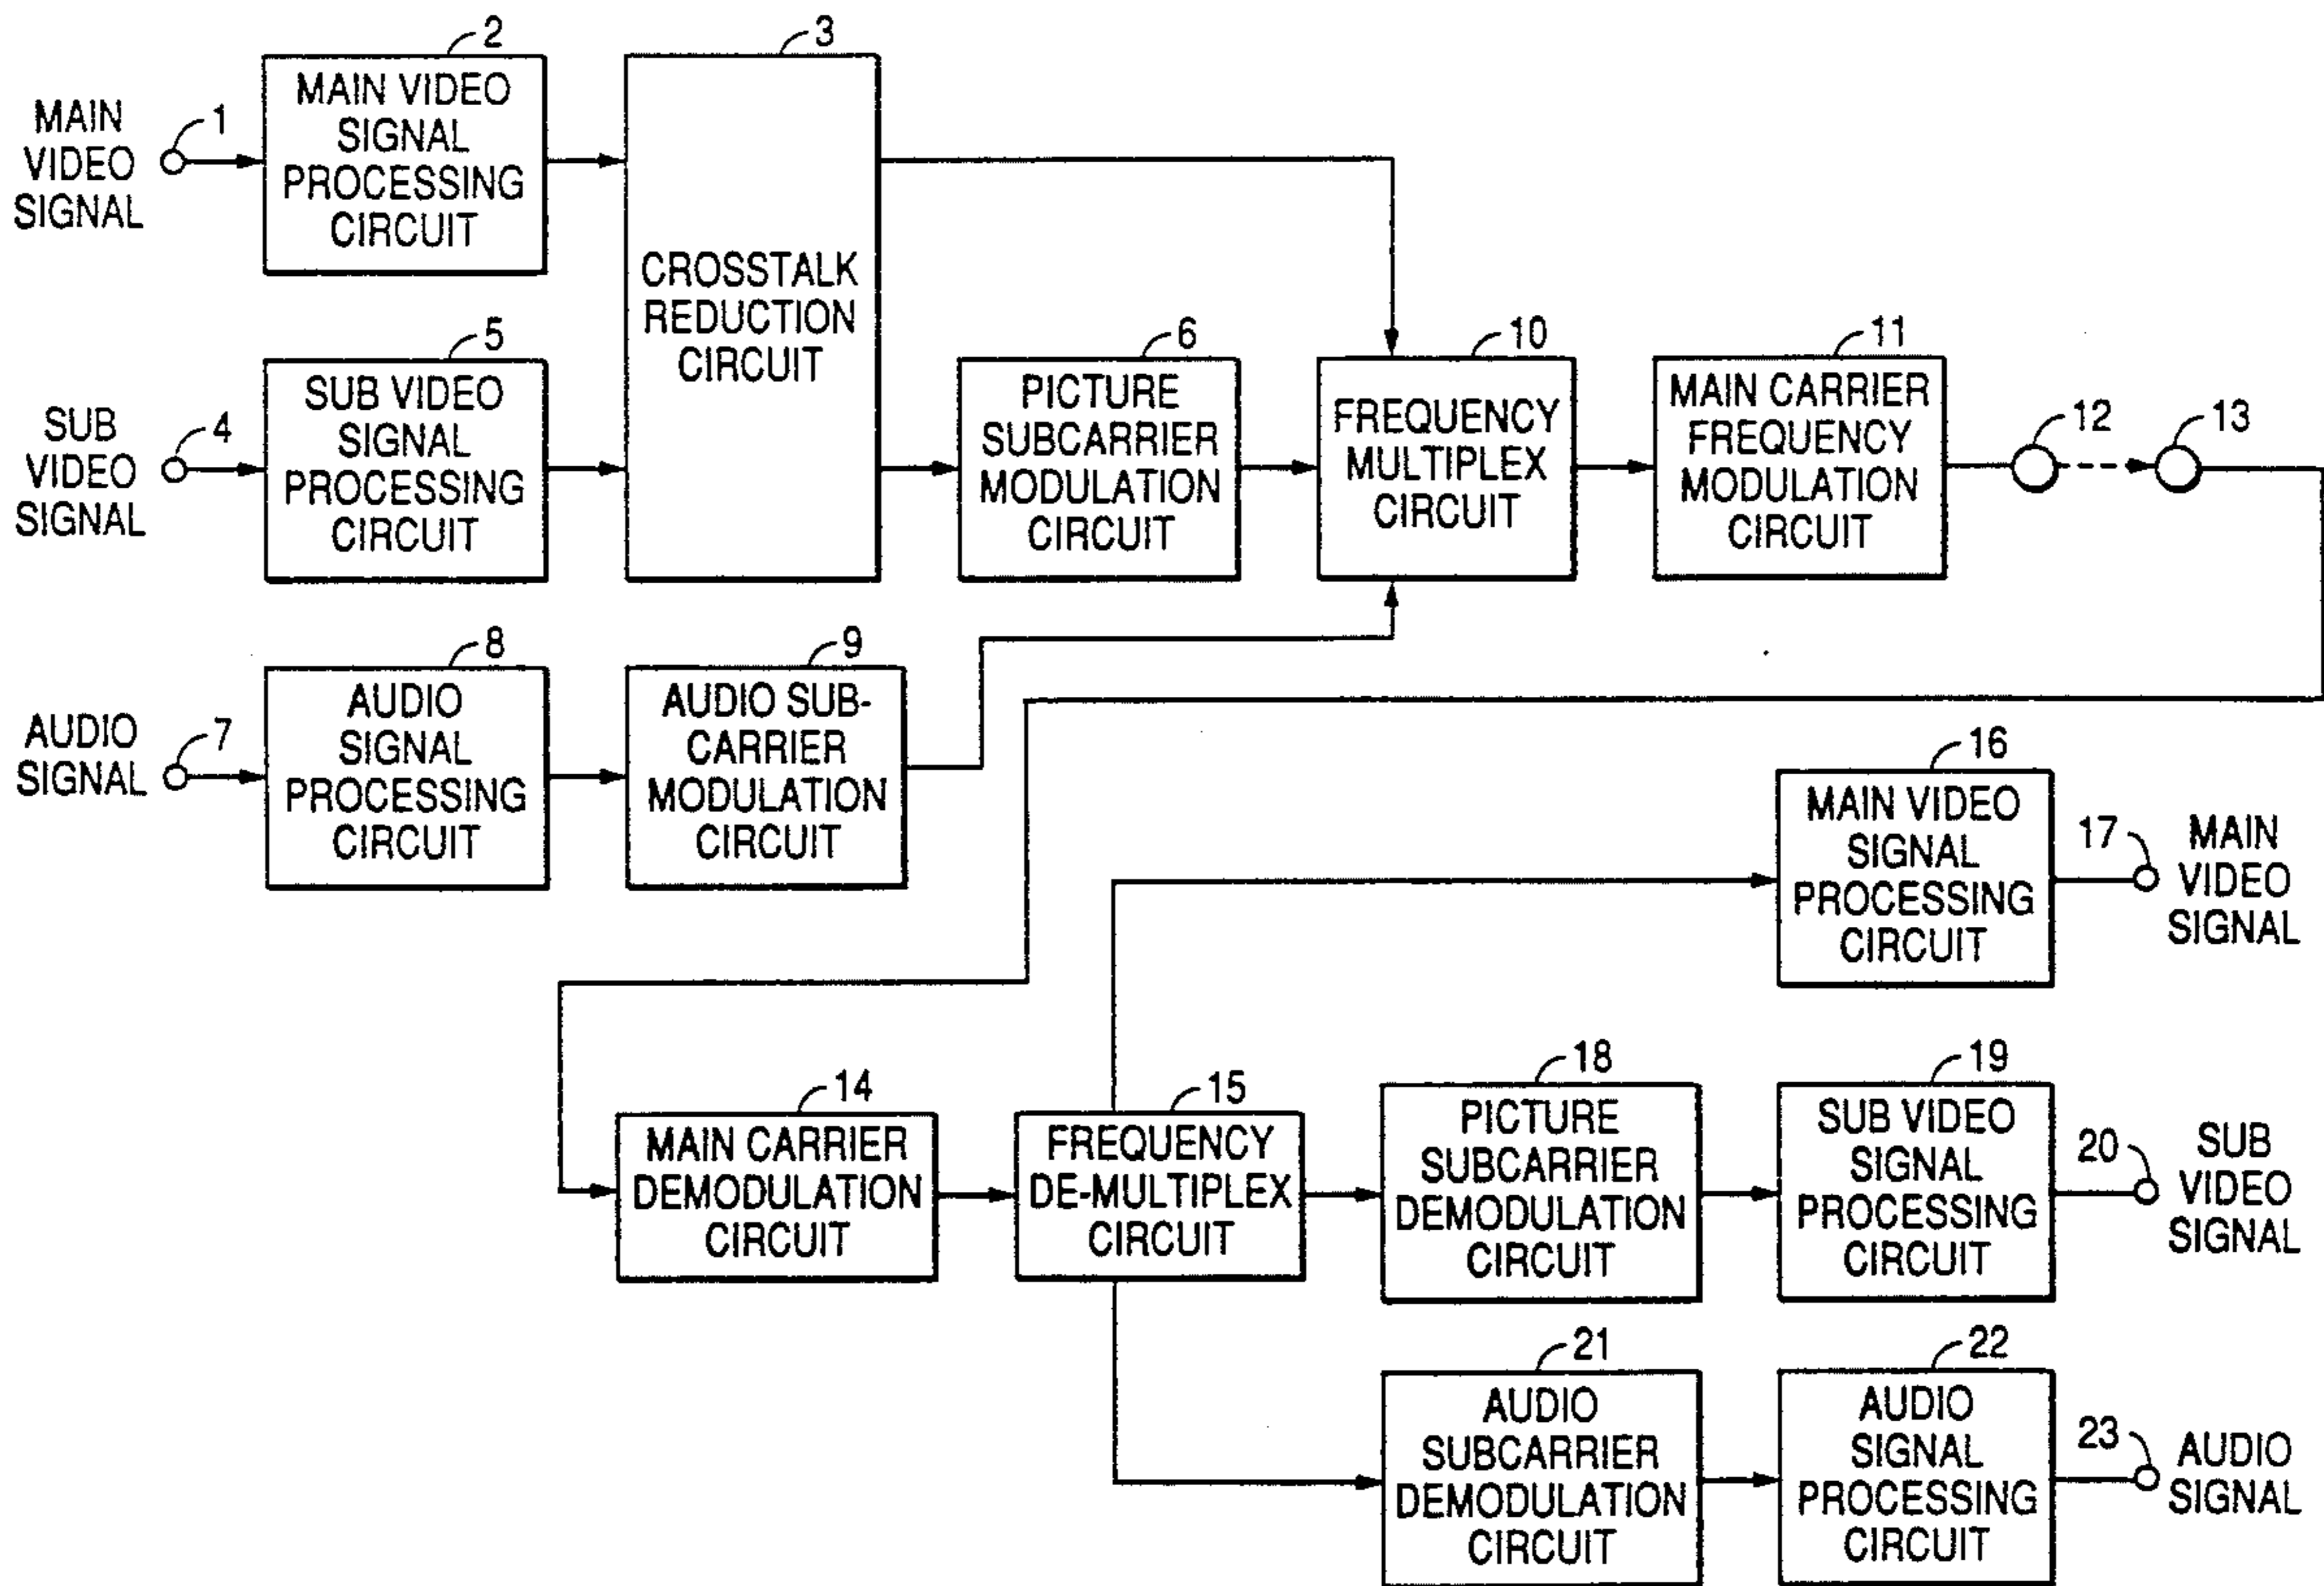 2
3
MAIN
VIDEO
SIGNAL
1
MAIN VIDEO
SIGNAL
PROCESSING
CIRCUIT
CROSSTALK
REDUCTION
CIRCUIT
5
6
10
11
SUB
VIDEO
SIGNAL
4
SUB VIDEO
SIGNAL
PROCESSING
CIRCUIT
PICTURE
SUBCARRIER
MODULATION
CIRCUIT
FREQUENCY
MULTIPLEX
CIRCUIT
MAIN CARRIER
FREQUENCY
MODULATION
CIRCUIT
12
13
8
9
AUDIO
SIGNAL
7
AUDIO
SIGNAL
PROCESSING
CIRCUIT
AUDIO SUB-
CARRIER
MODULATION
CIRCUIT
16
MAIN VIDEO
SIGNAL
PROCESSING
CIRCUIT
17
MAIN
VIDEO
SIGNAL
14
15
18
19
MAIN CARRIER
DEMODULATION
CIRCUIT
FREQUENCY
DE-MULTIPLEX
CIRCUIT
PICTURE
SUBCARRIER
DEMODULATION
CIRCUIT
SUB VIDEO
SIGNAL
PROCESSING
CIRCUIT
20
SUB
VIDEO
SIGNAL
21
22
AUDIO
SUBCARRIER
DEMODULATION
CIRCUIT
AUDIO
SIGNAL
PROCESSING
CIRCUIT
23
AUDIO
SIGNAL